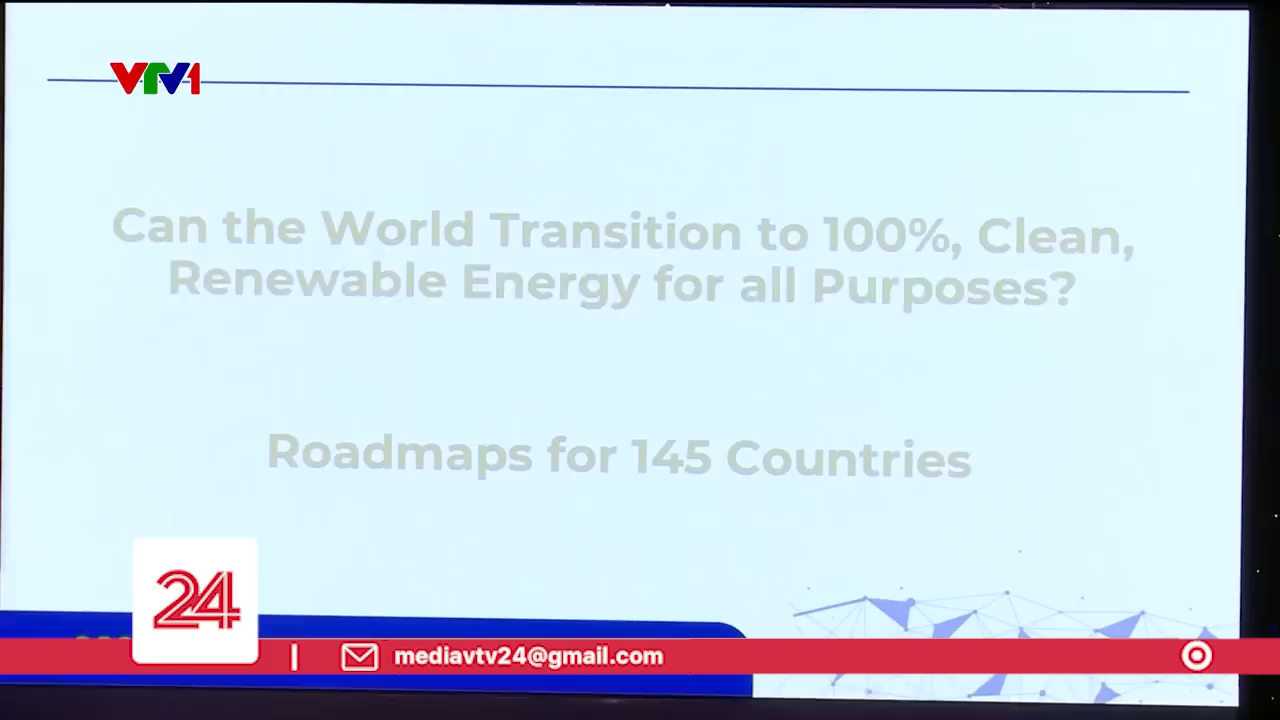 VTV1
Can the World Transition to 100%, Clean,
Renewable Energy for all Purposes?
Roadmaps for 145 Countries
24
mediavtv24@gmail.com